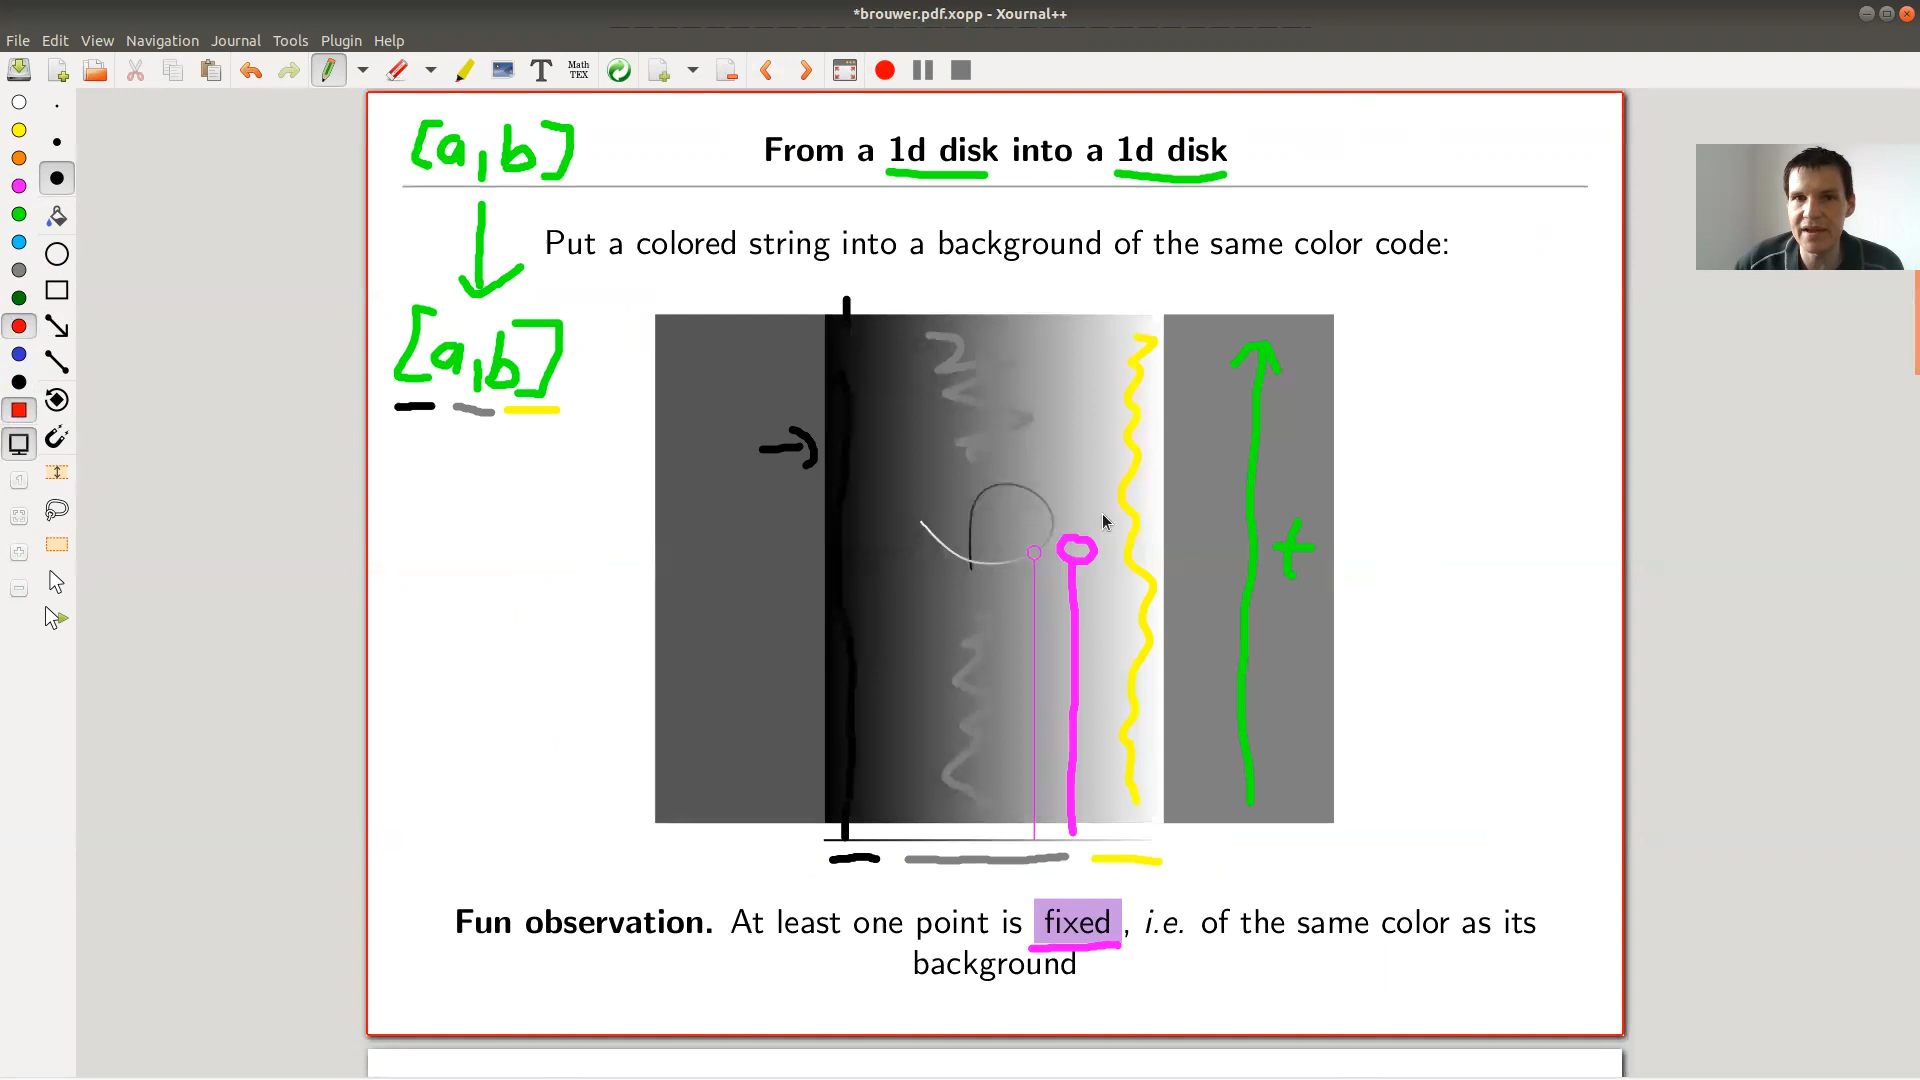 *brouwer.pdf.xopp - Xournal++
File Edit View Navigation Journal Tools Plugin Help
T Math TEX
[a,b]
From a 1d disk into a 1d disk
Put a colored string into a background of the same color code:
[a,b]
t
Fun observation. At least one point is fixed, i.e. of the same color as its
background